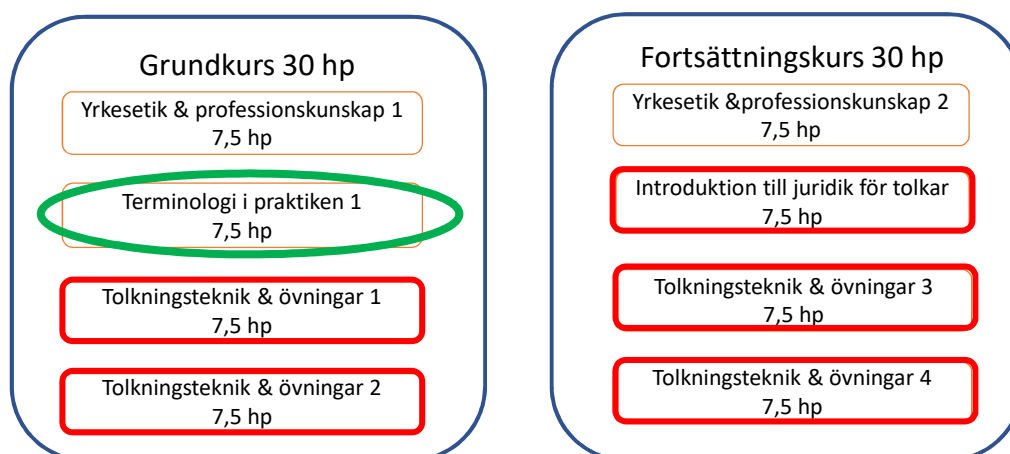 Grundkurs 30 hp
Yrkesetik & professionskunskap 1
7,5 hp
Terminologi i praktiken 1
7,5 hp
Tolkningsteknik & övningar 1
7,5 hp
Tolkningsteknik & övningar 2
7,5 hp
Fortsättningskurs 30 hp
Yrkesetik &professionskunskap 2
7,5 hp
Introduktion till juridik för tolkar
7,5 hp
Tolkningsteknik & övningar 3
7,5 hp
Tolkningsteknik & övningar 4
7,5 hp